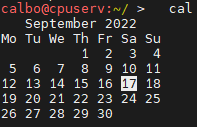 calbo@cpuserv:~/ >   cal
   September 2022
Mo Tu We Th Fr Sa Su
          1  2  3  4
 5  6  7  8  9 10 11
12 13 14 15 16 17 18
19 20 21 22 23 24 25
26 27 28 29 30